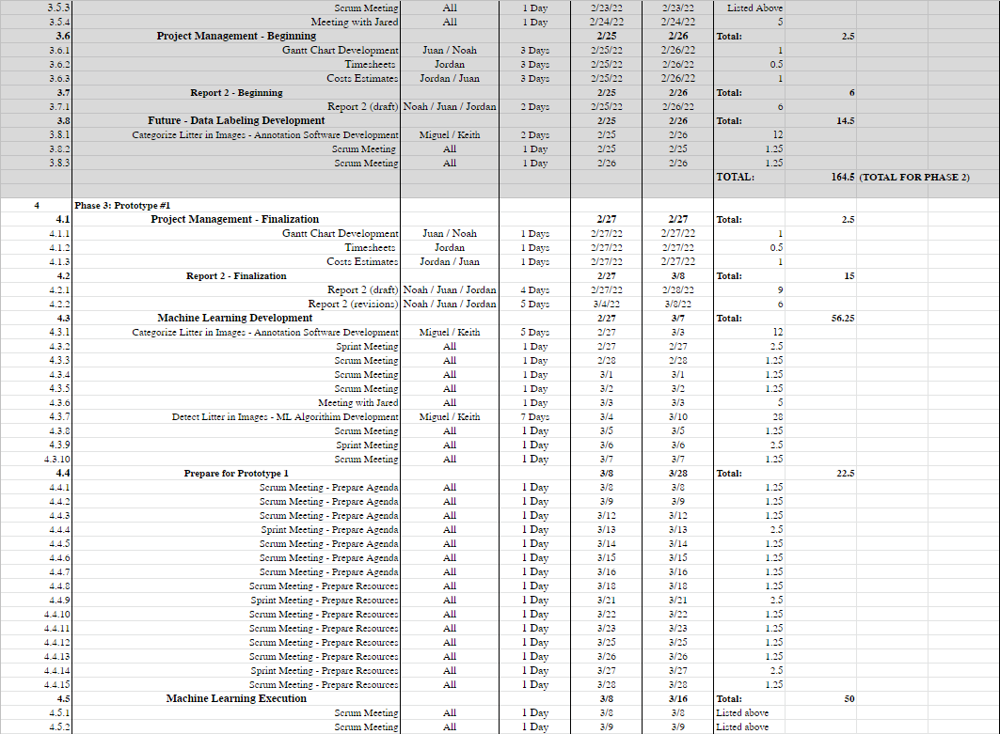 3.5.3 Scrum Meeting All 1 Day 2/23/22 2/23/22 Listed Above
3.5.4 Meeting with Jared All 1 Day 2/24/22 2/24/22 5
3.6 Project Management - Beginning 2/25 2/26 Total: 2.5
3.6.1 Gantt Chart Development Juan / Noah 3 Days 2/25/22 2/26/22 1
3.6.2 Timesheets Jordan 3 Days 2/25/22 2/26/22 0.5
3.6.3 Costs Estimates Jordan / Juan 3 Days 2/25/22 2/26/22 1
3.7 Report 2 - Beginning 2/25 2/26 Total: 6
3.7.1 Report 2 (draft) Noah / Juan / Jordan 2 Days 2/25/22 2/26/22 6
3.8 Future - Data Labeling Development 2/25 2/26 Total: 14.5
3.8.1 Categorize Litter in Images - Annotation Software Development Miguel / Keith 2 Days 2/25 2/26 12
3.8.2 Scrum Meeting All 1 Day 2/25 2/25 1.25
3.8.3 Scrum Meeting All 1 Day 2/26 2/26 1.25
TOTAL: 164.5 (TOTAL FOR PHASE 2)
4 Phase 3: Prototype #1
4.1 Project Management - Finalization 2/27 2/27 Total: 2.5
4.1.1 Gantt Chart Development Juan / Noah 1 Days 2/27/22 2/27/22 1
4.1.2 Timesheets Jordan 1 Days 2/27/22 2/27/22 0.5
4.1.3 Costs Estimates Jordan / Juan 1 Days 2/27/22 2/27/22 1
4.2 Report 2 - Finalization 2/27 3/8 Total: 15
4.2.1 Report 2 (draft) Noah / Juan / Jordan 4 Days 2/27/22 2/28/22 9
4.2.2 Report 2 (revisions) Noah / Juan / Jordan 5 Days 3/4/22 3/8/22 6
4.3 Machine Learning Development 2/27 3/7 Total: 56.25
4.3.1 Categorize Litter in Images - Annotation Software Development Miguel / Keith 5 Days 2/27 3/3 12
4.3.2 Sprint Meeting All 1 Day 2/27 2/27 2.5
4.3.3 Scrum Meeting All 1 Day 2/28 2/28 1.25
4.3.4 Scrum Meeting All 1 Day 3/1 3/1 1.25
4.3.5 Scrum Meeting All 1 Day 3/2 3/2 1.25
4.3.6 Meeting with Jared All 1 Day 3/3 3/3 5
4.3.7 Detect Litter in Images - ML Algorithim Development Miguel / Keith 7 Days 3/4 3/10 28
4.3.8 Scrum Meeting All 1 Day 3/5 3/5 1.25
4.3.9 Sprint Meeting All 1 Day 3/6 3/6 2.5
4.3.10 Scrum Meeting All 1 Day 3/7 3/7 1.25
4.4 Prepare for Prototype 1 3/8 3/28 Total: 22.5
4.4.1 Scrum Meeting - Prepare Agenda All 1 Day 3/8 3/8 1.25
4.4.2 Scrum Meeting - Prepare Agenda All 1 Day 3/9 3/9 1.25
4.4.3 Scrum Meeting - Prepare Agenda All 1 Day 3/12 3/12 1.25
4.4.4 Sprint Meeting - Prepare Agenda All 1 Day 3/13 3/13 2.5
4.4.5 Scrum Meeting - Prepare Agenda All 1 Day 3/14 3/14 1.25
4.4.6 Scrum Meeting - Prepare Agenda All 1 Day 3/15 3/15 1.25
4.4.7 Scrum Meeting - Prepare Agenda All 1 Day 3/16 3/16 1.25
4.4.8 Scrum Meeting - Prepare Resources All 1 Day 3/18 3/18 1.25
4.4.9 Sprint Meeting - Prepare Resources All 1 Day 3/21 3/21 2.5
4.4.10 Scrum Meeting - Prepare Resources All 1 Day 3/22 3/22 1.25
4.4.11 Scrum Meeting - Prepare Resources All 1 Day 3/23 3/23 1.25
4.4.12 Scrum Meeting - Prepare Resources All 1 Day 3/25 3/25 1.25
4.4.13 Scrum Meeting - Prepare Resources All 1 Day 3/26 3/26 1.25
4.4.14 Sprint Meeting - Prepare Resources All 1 Day 3/27 3/27 2.5
4.4.15 Scrum Meeting - Prepare Resources All 1 Day 3/28 3/28 1.25
4.5 Machine Learning Execution 3/8 3/16 Total: 50
4.5.1 Scrum Meeting All 1 Day 3/8 3/8 Listed above
4.5.2 Scrum Meeting All 1 Day 3/9 3/9 Listed above